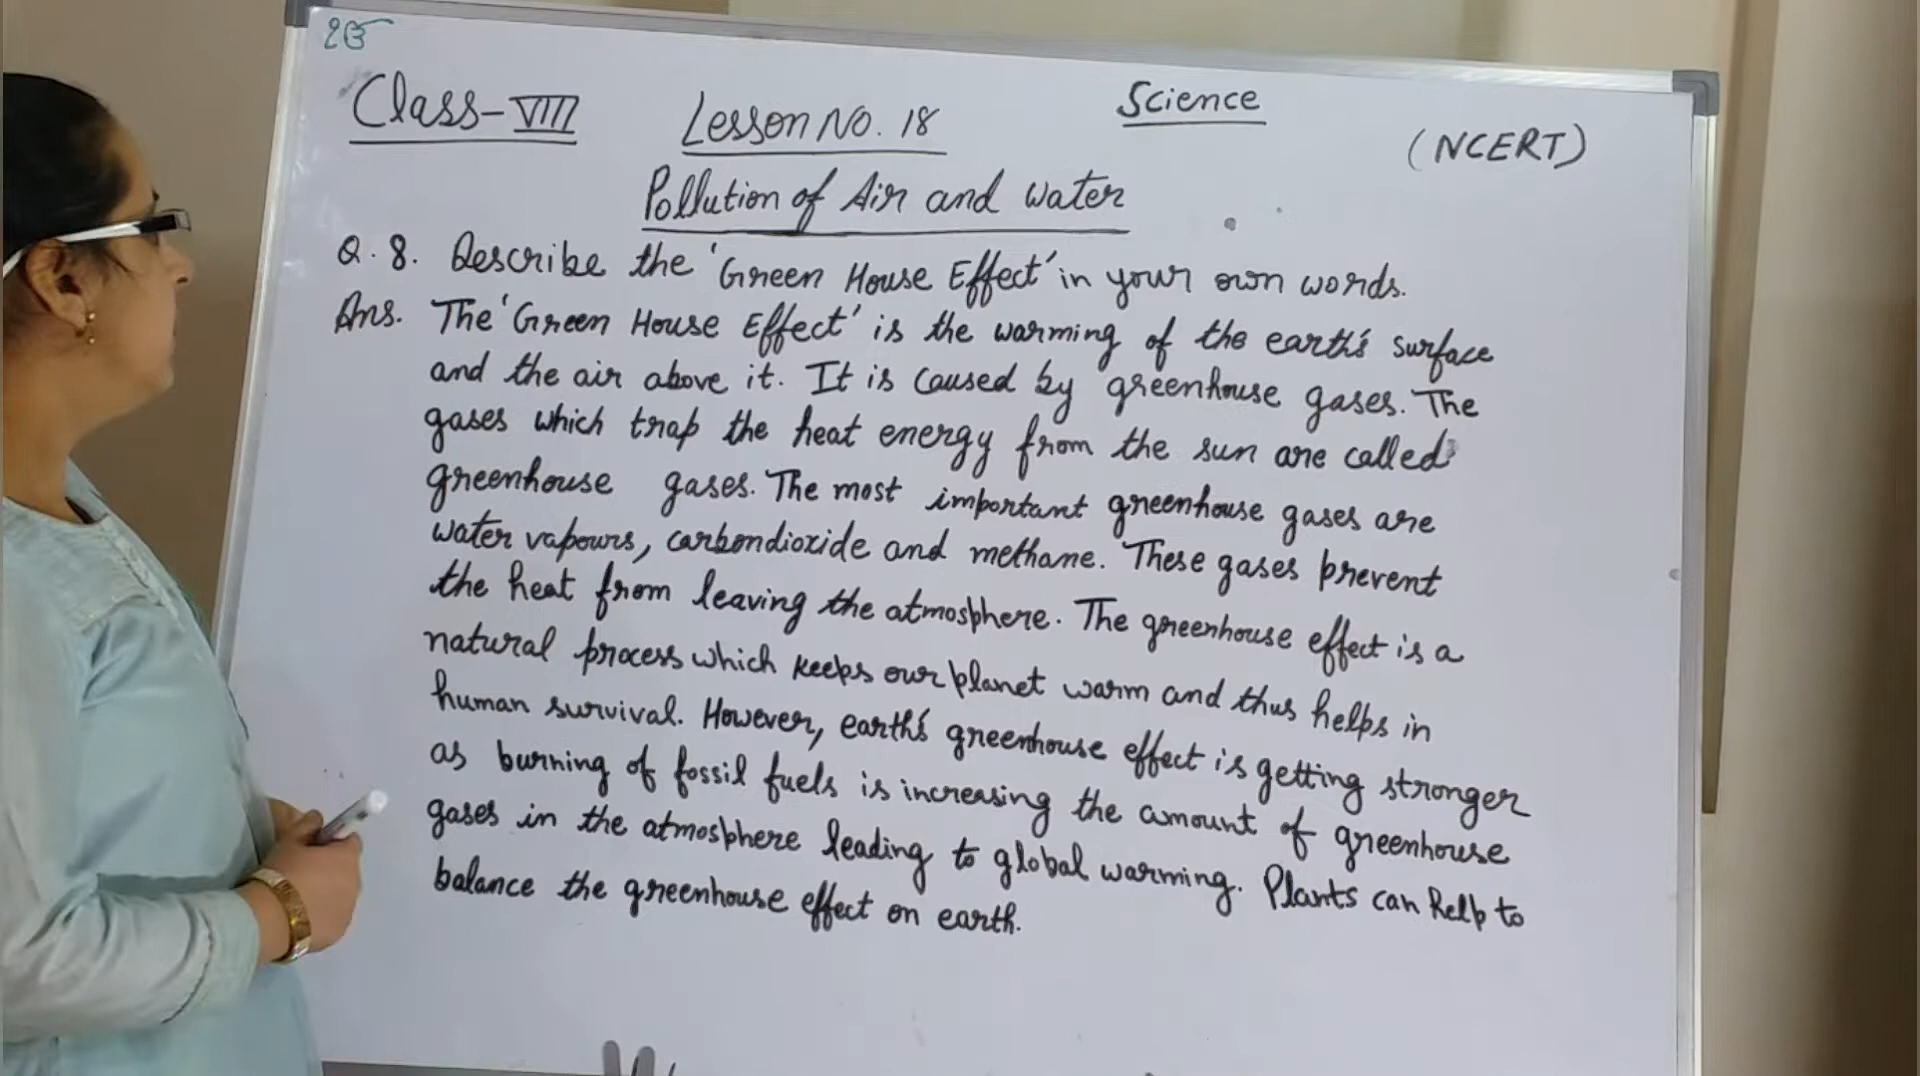 Class-VIII
Lesson No. 18
Science
(NCERT)
Pollution of Air and Water
Q.8. Describe the 'Green House Effect' in your own words.
Ans. The 'Green House Effect' is the warming of the earth's surface
and the air above it. It is caused by greenhouse gases. The
gases which trap the heat energy from the sun are called
greenhouse gases. The most important greenhouse gases are
water vapours, carbondioxide and methane. These gases prevent
the heat from leaving the atmosphere. The greenhouse effect is a
natural process which keeps our planet warm and thus helps in
human survival. However, earth's greenhouse effect is getting stronger
as burning of fossil fuels is increasing the amount of greenhouse
gases in the atmosphere leading to global warming. Plants can help to
balance the greenhouse effect on earth.